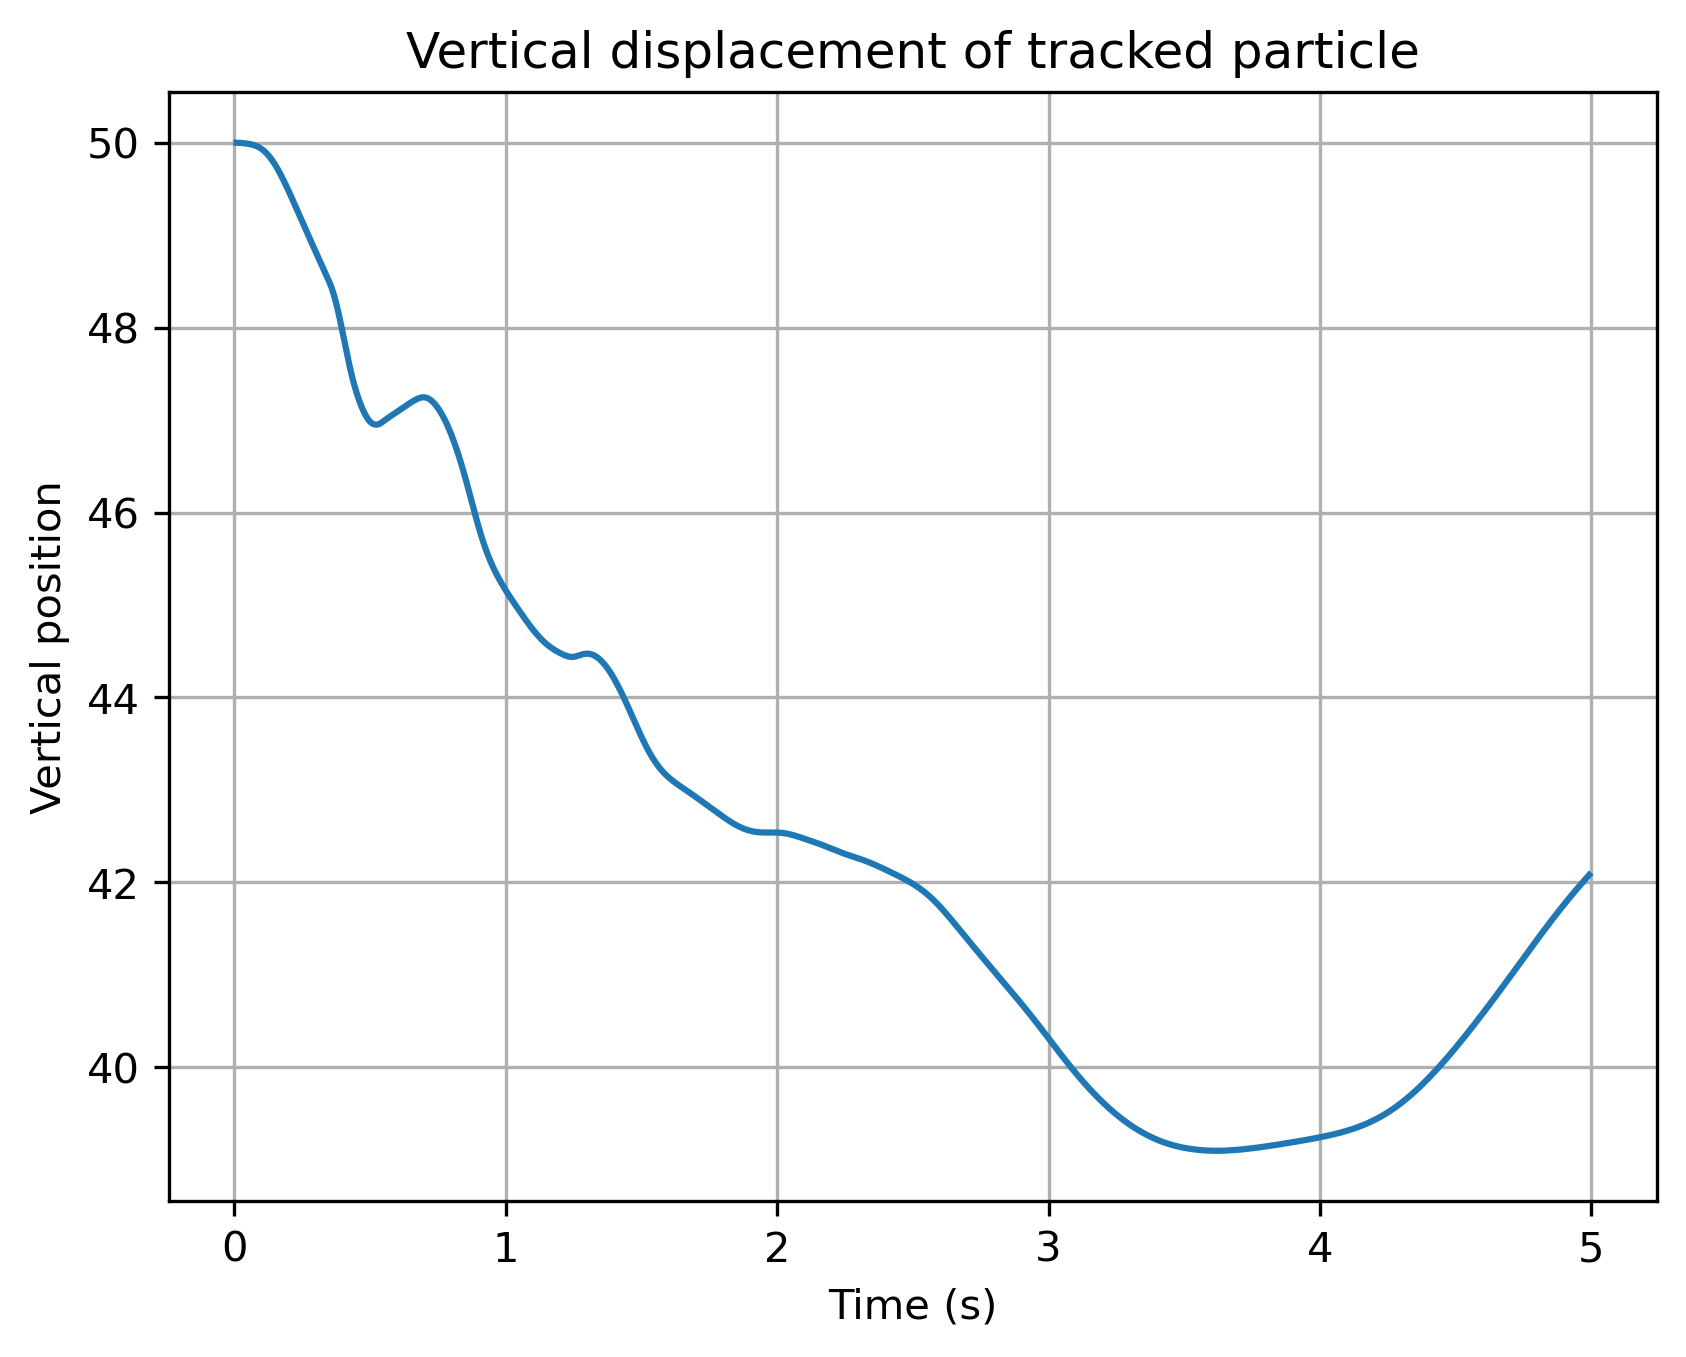 Vertical displacement of tracked particle
50
48
46
44
42
40
Vertical position
0 1 2 3 4 5
Time (s)